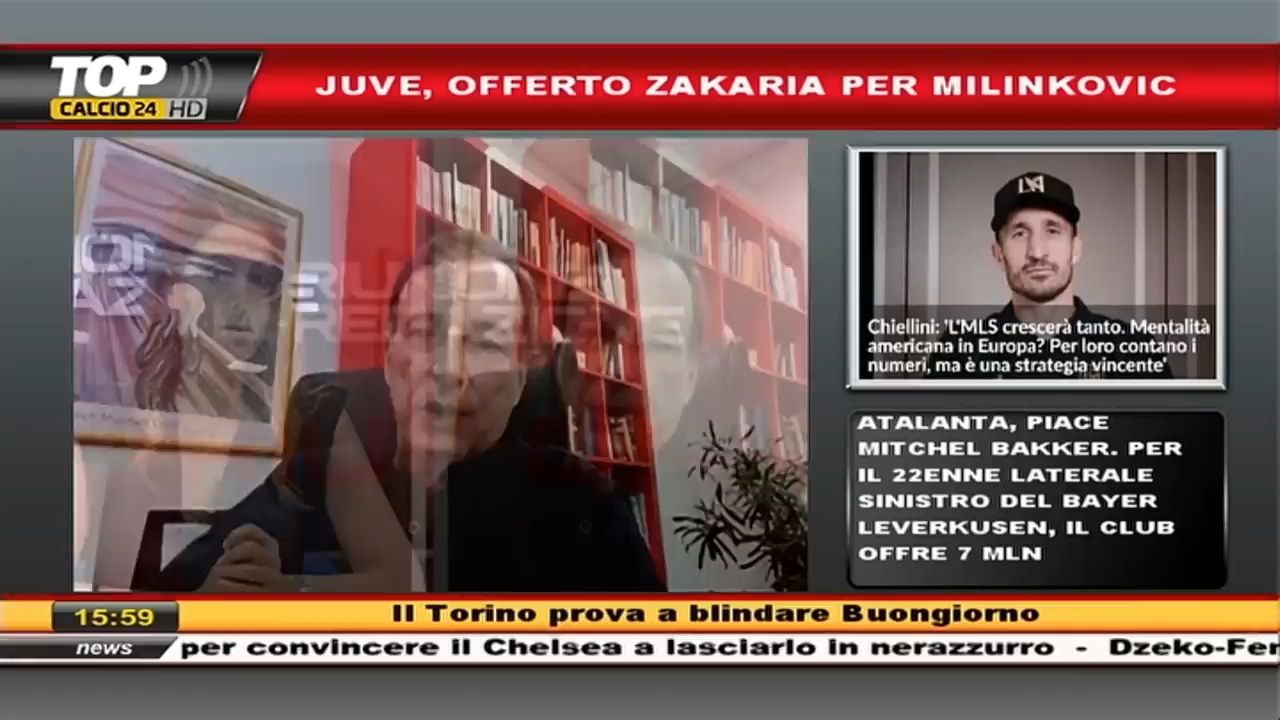 TOP
CALCIO 24 HD
JUVE, OFFERTO ZAKARIA PER MILINKOVIC
Chiellini: 'L'MLS crescerà tanto. Mentalità
americana in Europa? Per loro contano i
numeri, ma è una strategia vincente'
ATALANTA, PIACE
MITCHEL BAKKER. PER
IL 22ENNE LATERALE
SINISTRO DEL BAYER
LEVERKUSEN, IL CLUB
OFFRE 7 MLN
15:59
Il Torino prova a blindare Buongiorno
news
per convincere il Chelsea a lasciarlo in nerazzurro - Dzeko-Fer